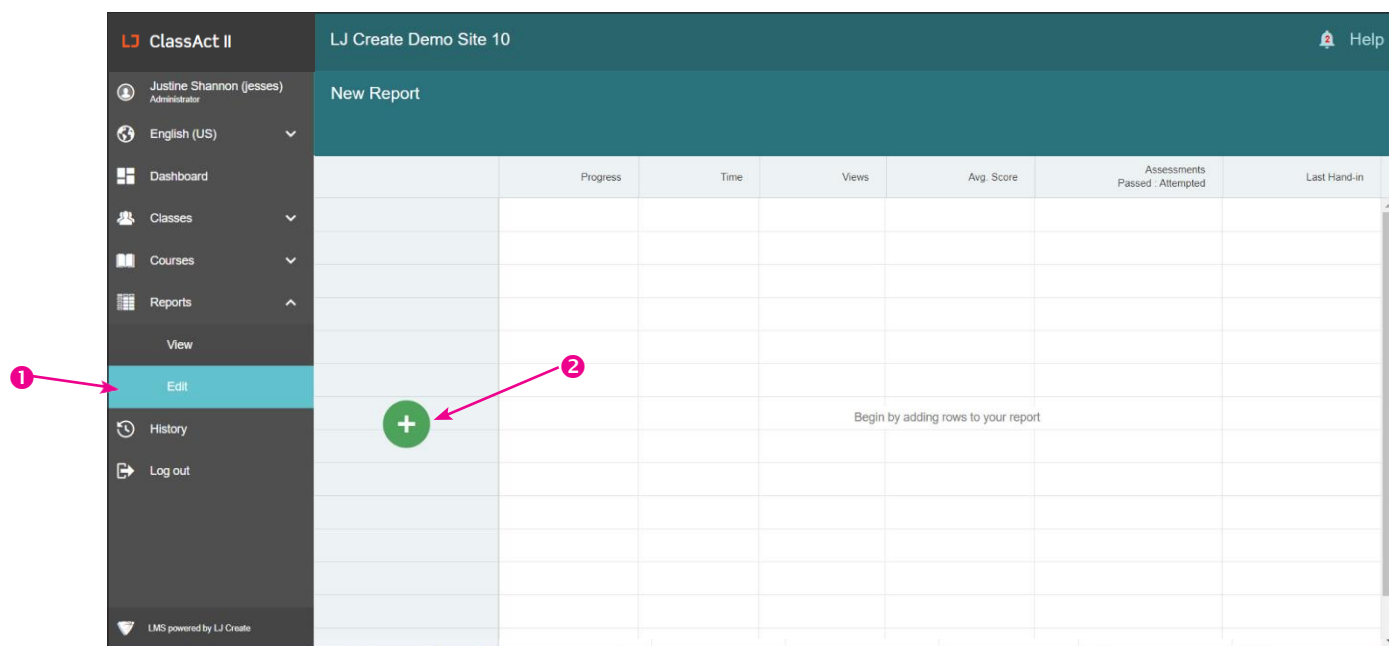 LJ ClassAct II
LJ Create Demo Site 10
2
Help
Justine Shannon (jesses)
Administrator
New Report
English (US)
Dashboard
Classes
Courses
Reports
View
Edit
History
Log out
LMS powered by LJ Create
Progress
Time
Views
Avg. Score
Assessments
Passed : Attempted
Last Hand-in
1
2
+
Begin by adding rows to your report